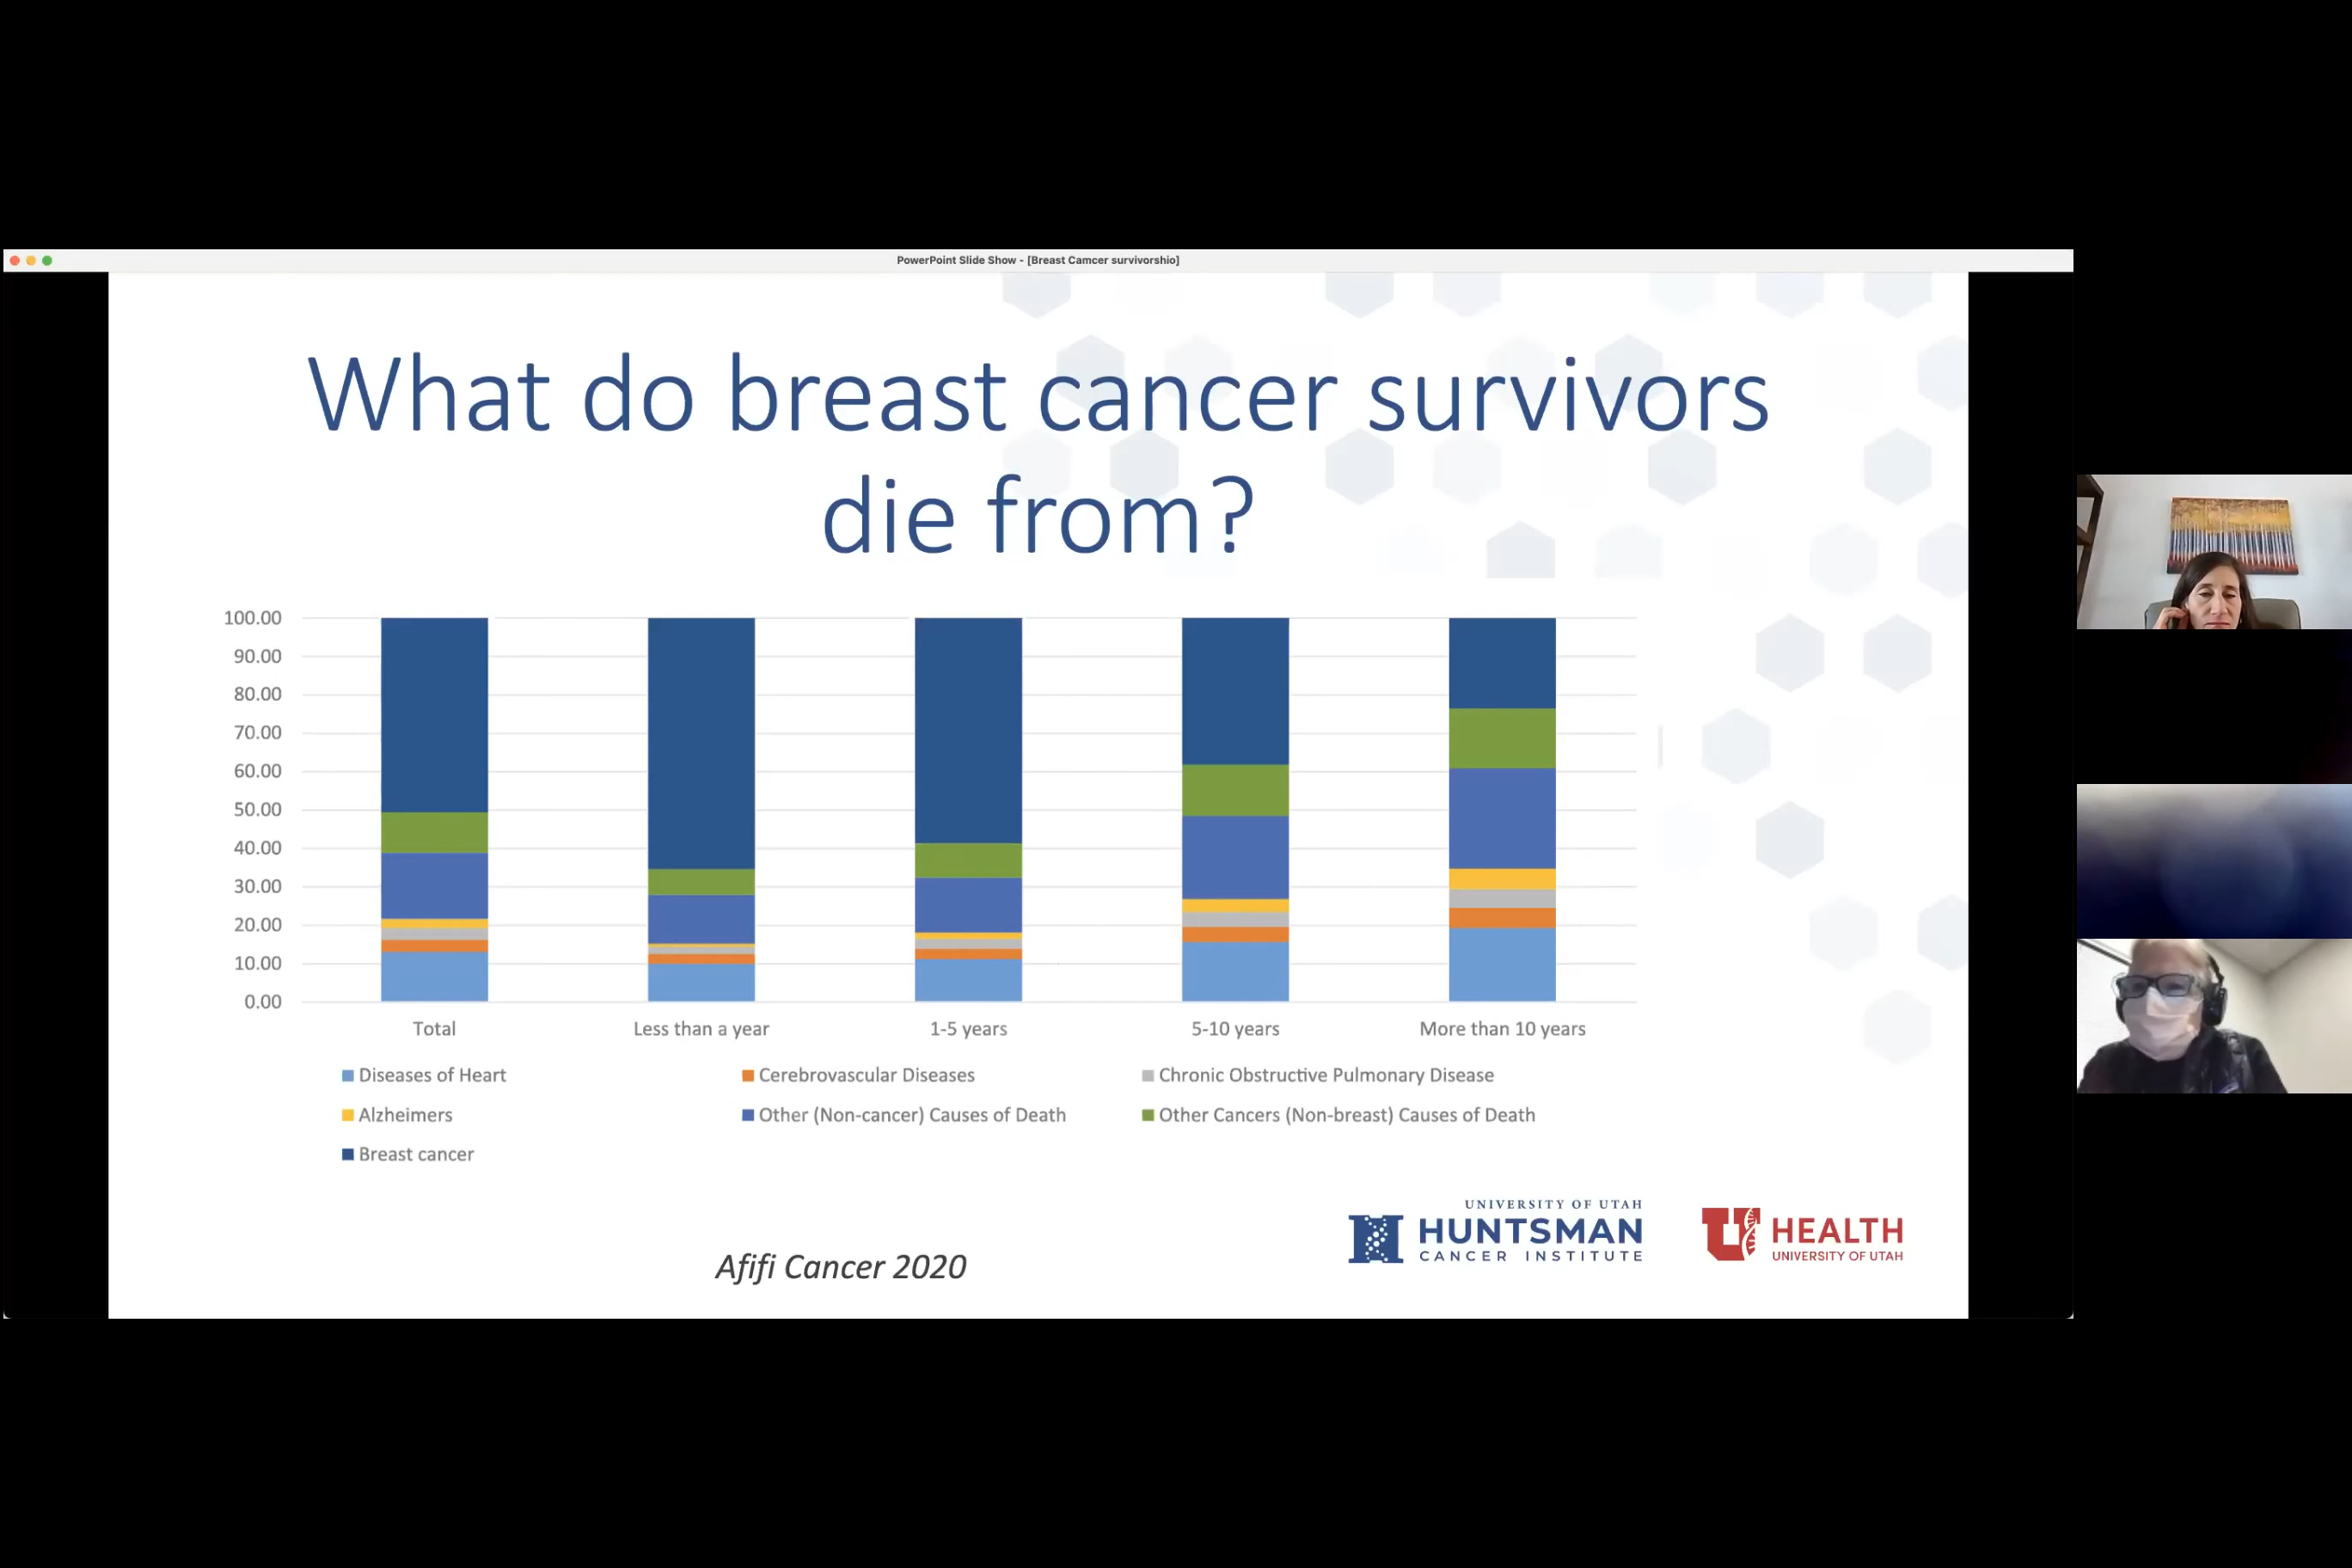 PowerPoint Slide Show - [Breast Camcer survivorshio]
What do breast cancer survivors
die from?
100.00
90.00
80.00
70.00
60.00
50.00
40.00
30.00
20.00
10.00
0.00
Total
Less than a year
1-5 years
5-10 years
More than 10 years
Diseases of Heart
Cerebrovascular Diseases
Chronic Obstructive Pulmonary Disease
Alzheimers
Other (Non-cancer) Causes of Death
Other Cancers (Non-breast) Causes of Death
Breast cancer
Afifi Cancer 2020
UNIVERSITY OF UTAH
HUNTSMAN
CANCER INSTITUTE
U HEALTH
UNIVERSITY OF UTAH